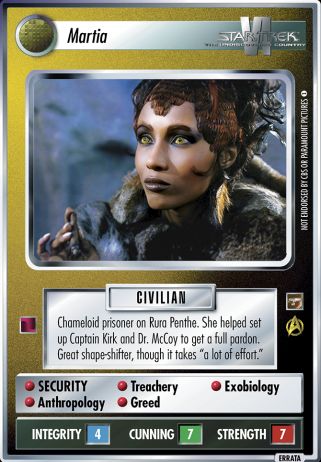 Martia
VI
STAR TREK
THE UNDISCOVERED COUNTRY
NOT ENDORSED BY CBS OR PARAMOUNT PICTURES
CIVILIAN
Chameloid prisoner on Rura Penthe. She helped set
up Captain Kirk and Dr. McCoy to get a full pardon.
Great shape-shifter, though it takes “a lot of effort.”
SECURITY Treachery Exobiology
Anthropology Greed
INTEGRITY 4 CUNNING 7 STRENGTH 7
ERRATA